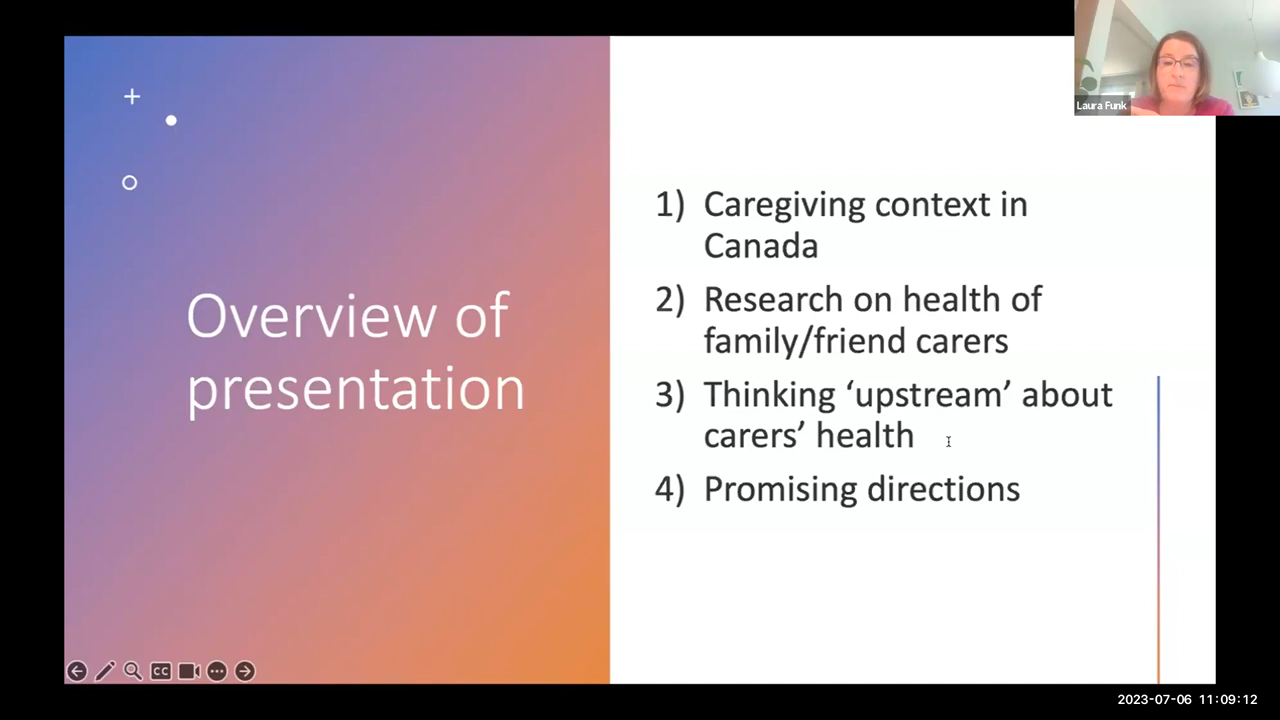 Laura Funk
Overview of
presentation
1) Caregiving context in
Canada
2) Research on health of
family/friend carers
3) Thinking ‘upstream’ about
carers’ health
4) Promising directions
CC
2023-07-06 11:09:12